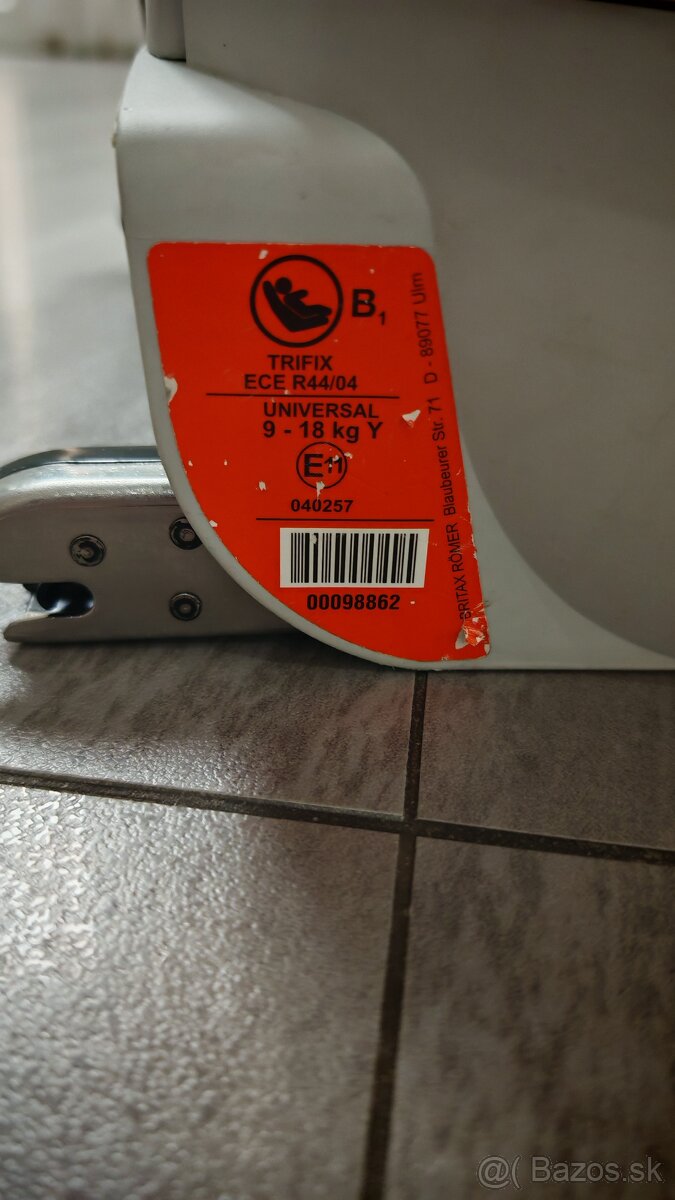 B1
TRIFIX
ECE R44/04
UNIVERSAL
9 - 18 kg Y
E11
040257
00098862
BRITAX RÖMER Blaubeurer Str. 71 D - 89077 Ulm
@( Bazos.sk